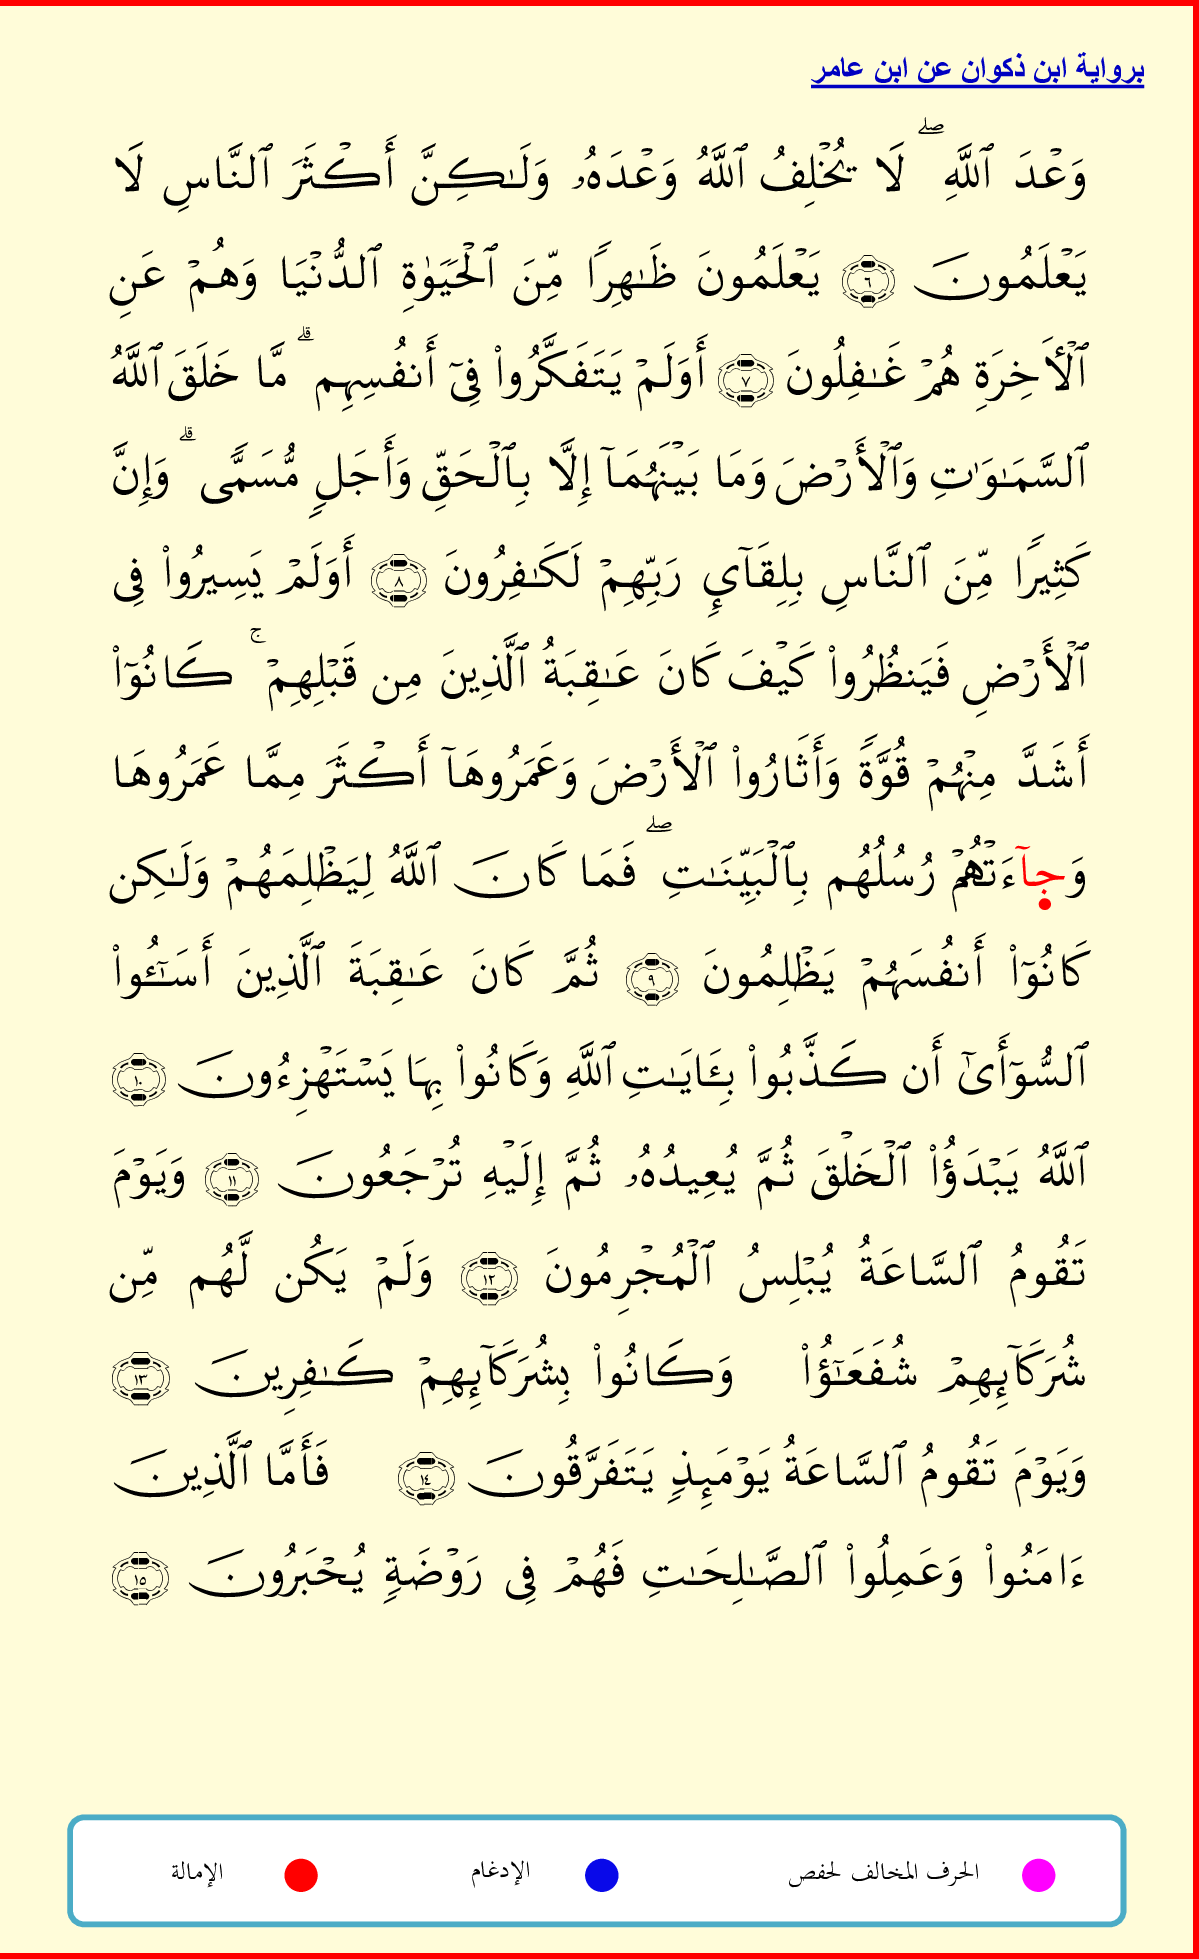 برواية ابن ذكوان عن ابن عامر
وَعْدَ ٱللَّهِ ۖ لَا يُخْلِفُ ٱللَّهُ وَعْدَهُۥ وَلَـٰكِنَّ أَكْثَرَ ٱلنَّاسِ لَا
يَعْلَمُونَ ٦ يَعْلَمُونَ ظَـٰهِرًا مِّنَ ٱلْحَيَوٰةِ ٱلدُّنْيَا وَهُمْ عَنِ
ٱلْأَخِرَةِ هُمْ غَـٰفِلُونَ ٧ أَوَلَمْ يَتَفَكَّرُوا۟ فِىٓ أَنفُسِهِم ۗ مَّا خَلَقَ ٱللَّهُ
ٱلسَّمَـٰوَٰتِ وَٱلْأَرْضَ وَمَا بَيْنَهُمَآ إِلَّا بِٱلْحَقِّ وَأَجَلٍ مُّسَمًّى ۗ وَإِنَّ
كَثِيرًا مِّنَ ٱلنَّاسِ بِلِقَآئِ رَبِّهِمْ لَكَـٰفِرُونَ ٨ أَوَلَمْ يَسِيرُوا۟ فِى
ٱلْأَرْضِ فَيَنظُرُوا۟ كَيْفَ كَانَ عَـٰقِبَةُ ٱلَّذِينَ مِن قَبْلِهِمْ ۚ كَانُوٓا۟
أَشَدَّ مِنْهُمْ قُوَّةً وَأَثَارُوا۟ ٱلْأَرْضَ وَعَمَرُوهَآ أَكْثَرَ مِمَّا عَمَرُوهَا
وَجآءَتْهُمْ رُسُلُهُم بِٱلْبَيِّنَـٰتِ ۖ فَمَا كَانَ ٱللَّهُ لِيَظْلِمَهُمْ وَلَـٰكِن
كَانُوٓا۟ أَنفُسَهُمْ يَظْلِمُونَ ٩ ثُمَّ كَانَ عَـٰقِبَةَ ٱلَّذِينَ أَسَـٰٓـُٔوا۟
ٱلسُّوٓأَىٰٓ أَن كَذَّبُوا۟ بِـَٔايَـٰتِ ٱللَّهِ وَكَانُوا۟ بِهَا يَسْتَهْزِءُونَ ١٠
ٱللَّهُ يَبْدَؤُا۟ ٱلْخَلْقَ ثُمَّ يُعِيدُهُۥ ثُمَّ إِلَيْهِ تُرْجَعُونَ ١١ وَيَوْمَ
تَقُومُ ٱلسَّاعَةُ يُبْلِسُ ٱلْمُجْرِمُونَ ١٢ وَلَمْ يَكُن لَّهُم مِّن
شُرَكَآئِهِمْ شُفَعَـٰٓؤُا۟ وَكَانُوا۟ بِشُرَكَآئِهِمْ كَـٰفِرِينَ ١٣
وَيَوْمَ تَقُومُ ٱلسَّاعَةُ يَوْمَئِذٍ يَتَفَرَّقُونَ ١٤ فَأَمَّا ٱلَّذِينَ
ءَامَنُوا۟ وَعَمِلُوا۟ ٱلصَّـٰلِحَـٰتِ فَهُمْ فِى رَوْضَةٍ يُحْبَرُونَ ١٥
الحرف المخالف لحفص الإدغام الإمالة